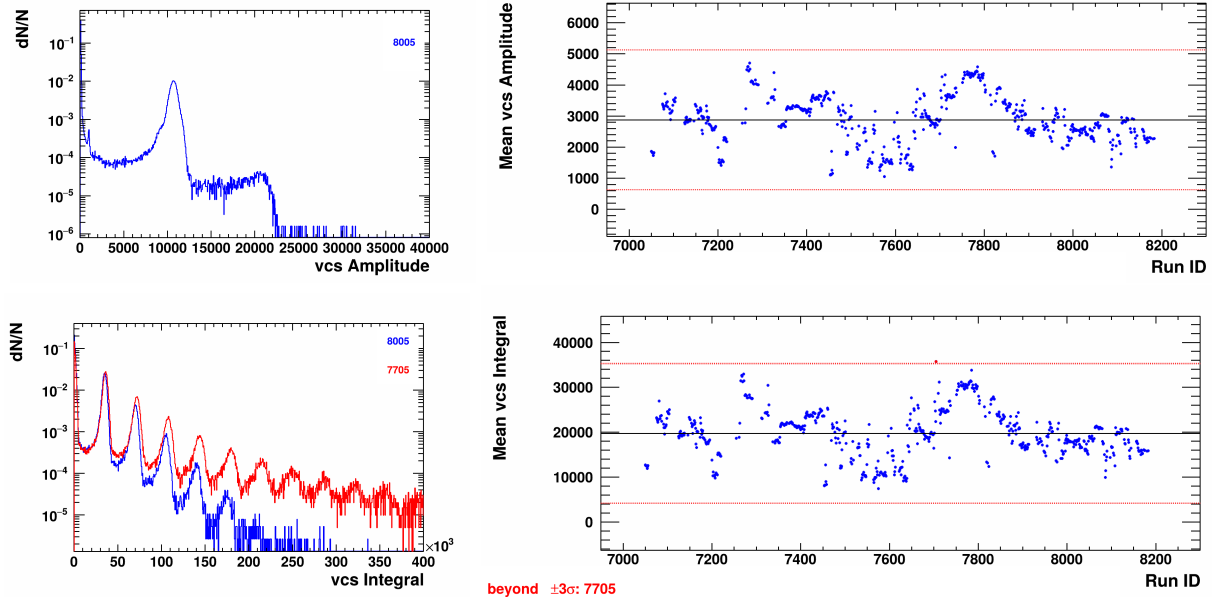 dN/N
8005
10⁻¹
10⁻²
10⁻³
10⁻⁴
10⁻⁵
10⁻⁶
0 5000 10000 15000 20000 25000 30000 35000 40000
vcs Amplitude
Mean vcs Amplitude
6000
5000
4000
3000
2000
1000
0
7000 7200 7400 7600 7800 8000 8200
Run ID
dN/N
8005
7705
10⁻¹
10⁻²
10⁻³
10⁻⁴
10⁻⁵
0 50 100 150 200 250 300 350 400
×10³
vcs Integral
Mean vcs Integral
40000
30000
20000
10000
0
7000 7200 7400 7600 7800 8000 8200
Run ID
beyond ±3σ: 7705